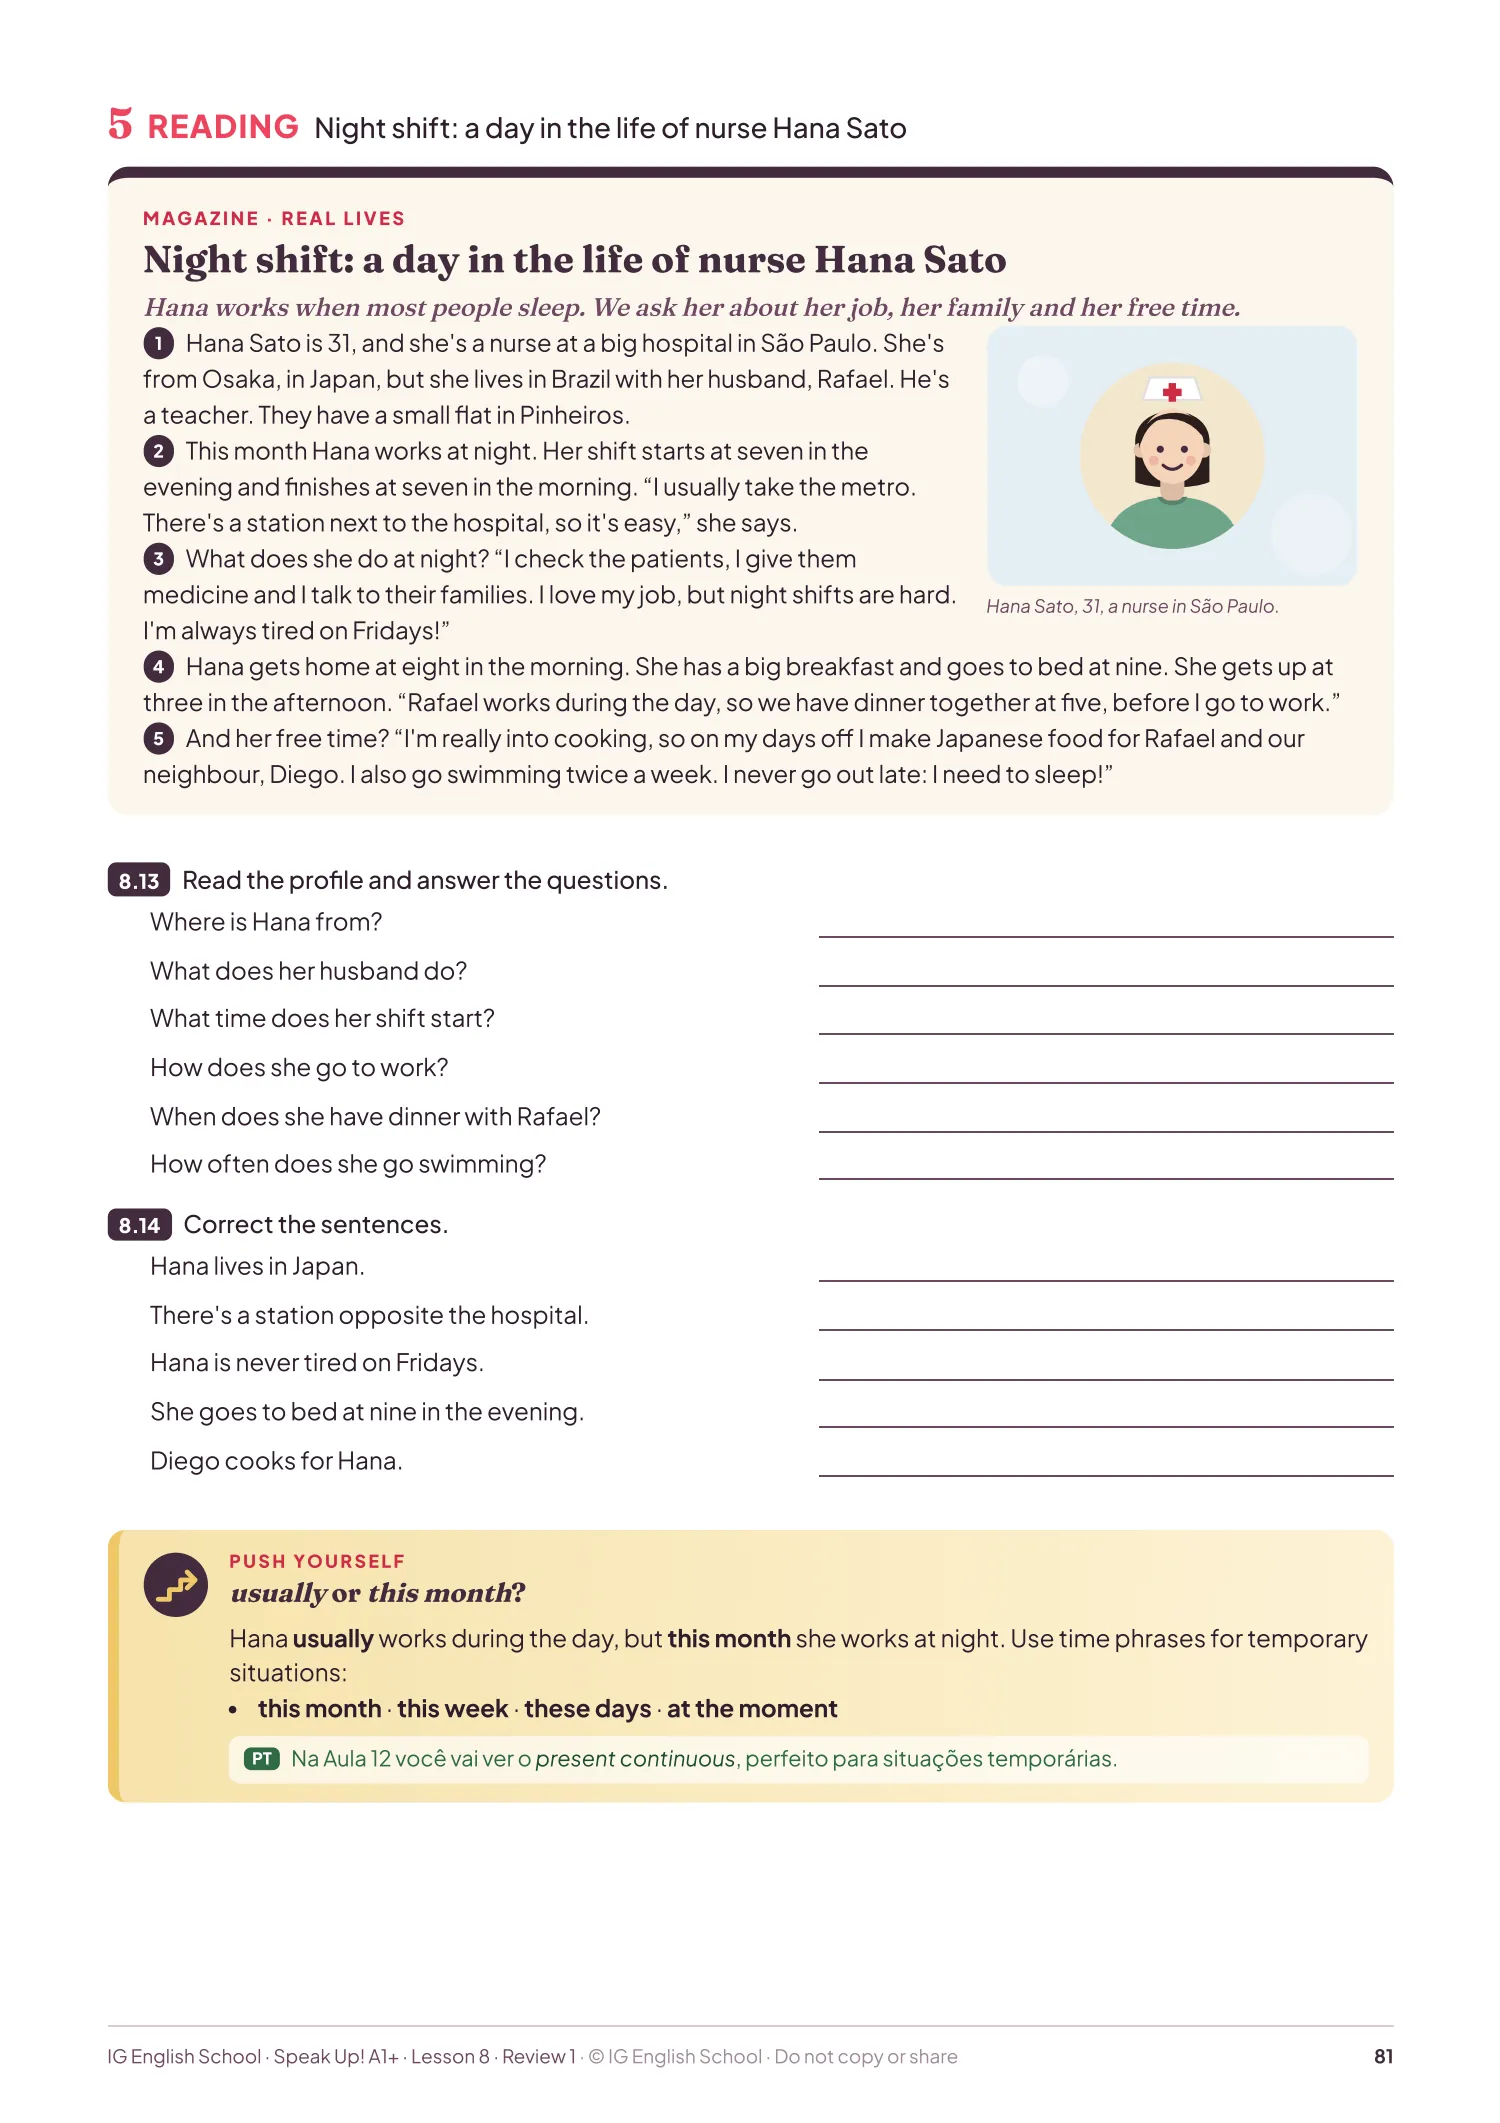 5 READING Night shift: a day in the life of nurse Hana Sato
MAGAZINE · REAL LIVES
Night shift: a day in the life of nurse Hana Sato
Hana works when most people sleep. We ask her about her job, her family and her free time.
1 Hana Sato is 31, and she's a nurse at a big hospital in São Paulo. She's
from Osaka, in Japan, but she lives in Brazil with her husband, Rafael. He's
a teacher. They have a small flat in Pinheiros.
2 This month Hana works at night. Her shift starts at seven in the
evening and finishes at seven in the morning. “I usually take the metro.
There's a station next to the hospital, so it's easy,” she says.
3 What does she do at night? “I check the patients, I give them
medicine and I talk to their families. I love my job, but night shifts are hard.
I'm always tired on Fridays!”
Hana Sato, 31, a nurse in São Paulo.
4 Hana gets home at eight in the morning. She has a big breakfast and goes to bed at nine. She gets up at
three in the afternoon. “Rafael works during the day, so we have dinner together at five, before I go to work.”
5 And her free time? “I'm really into cooking, so on my days off I make Japanese food for Rafael and our
neighbour, Diego. I also go swimming twice a week. I never go out late: I need to sleep!”
8.13 Read the profile and answer the questions.
Where is Hana from?
What does her husband do?
What time does her shift start?
How does she go to work?
When does she have dinner with Rafael?
How often does she go swimming?
8.14 Correct the sentences.
Hana lives in Japan.
There's a station opposite the hospital.
Hana is never tired on Fridays.
She goes to bed at nine in the evening.
Diego cooks for Hana.
PUSH YOURSELF
usually or this month?
Hana usually works during the day, but this month she works at night. Use time phrases for temporary
situations:
• this month · this week · these days · at the moment
PT Na Aula 12 você vai ver o present continuous, perfeito para situações temporárias.
IG English School · Speak Up! A1+ · Lesson 8 · Review 1 · © IG English School · Do not copy or share 81